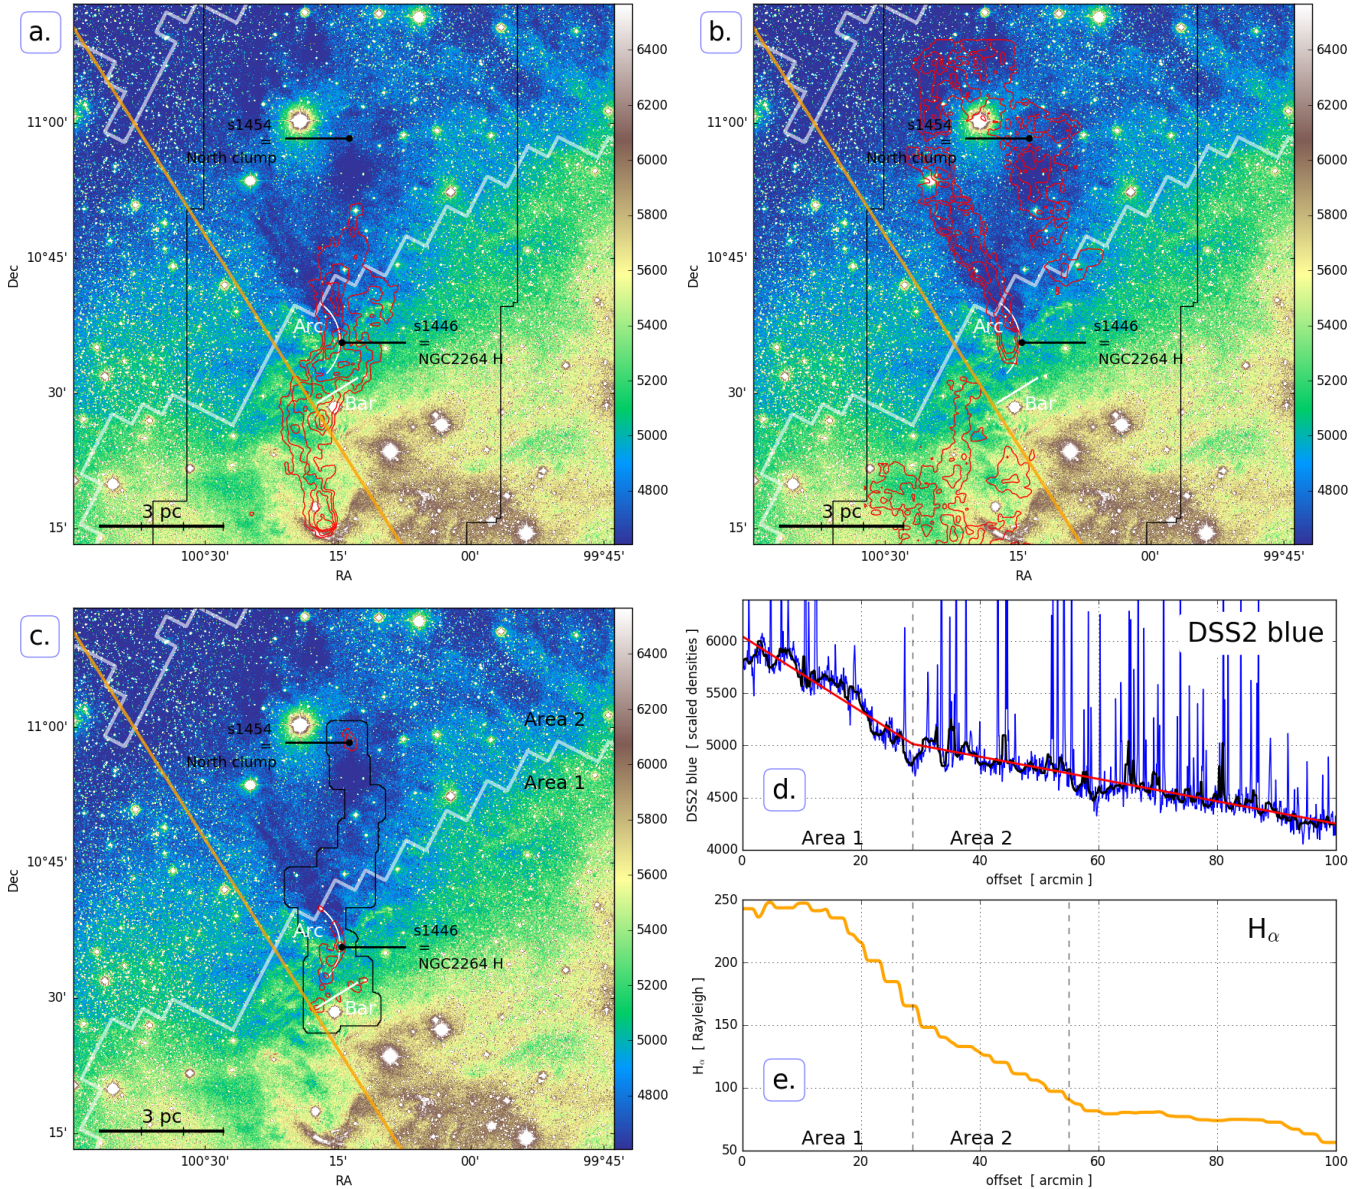 a.
s1454
=
North clump
Arc
s1446
=
NGC2264 H
Bar
3 pc
11°00'
10°45'
30'
15'
Dec
100°30'
15'
00'
99°45'
RA
6400
6200
6000
5800
5600
5400
5200
5000
4800
b.
s1454
=
North clump
Arc
s1446
=
NGC2264 H
Bar
3 pc
11°00'
10°45'
30'
15'
Dec
100°30'
15'
00'
99°45'
RA
6400
6200
6000
5800
5600
5400
5200
5000
4800
c.
s1454
=
North clump
Area 2
Area 1
Arc
s1446
=
NGC2264 H
Bar
3 pc
11°00'
10°45'
30'
15'
Dec
100°30'
15'
00'
99°45'
RA
6400
6200
6000
5800
5600
5400
5200
5000
4800
DSS2 blue
d.
Area 1
Area 2
DSS2 blue [ scaled densities ]
6000
5500
5000
4500
4000
0
20
40
60
80
100
offset [ arcmin ]
Hα
e.
Area 1
Area 2
Hα [ Rayleigh ]
250
200
150
100
50
0
20
40
60
80
100
offset [ arcmin ]